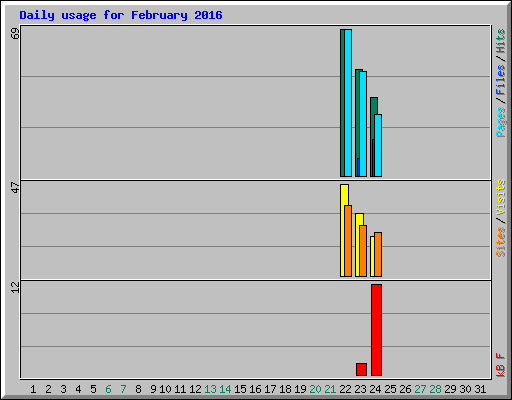 Daily usage for February 2016
69
47
12
Pages / Files / Hits
Sites / Visits
kB F
1 2 3 4 5 6 7 8 9 10 11 12 13 14 15 16 17 18 19 20 21 22 23 24 25 26 27 28 29 30 31